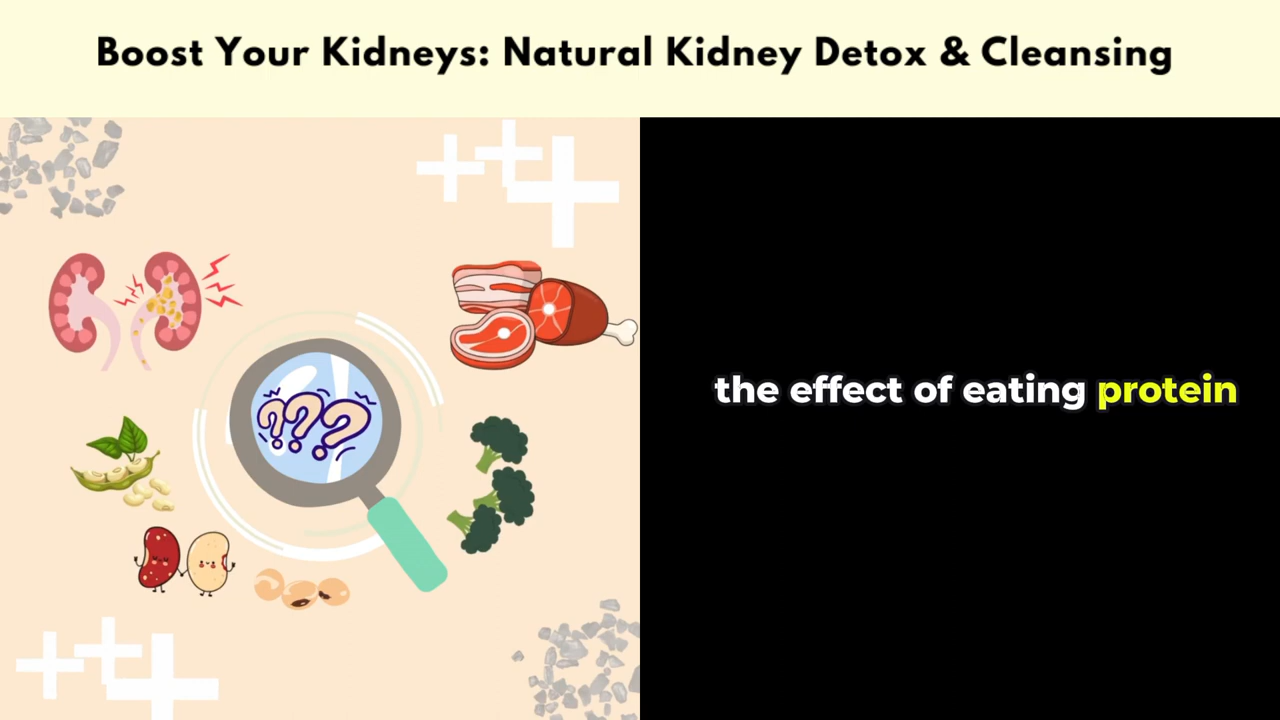 Boost Your Kidneys: Natural Kidney Detox & Cleansing
???
the effect of eating protein